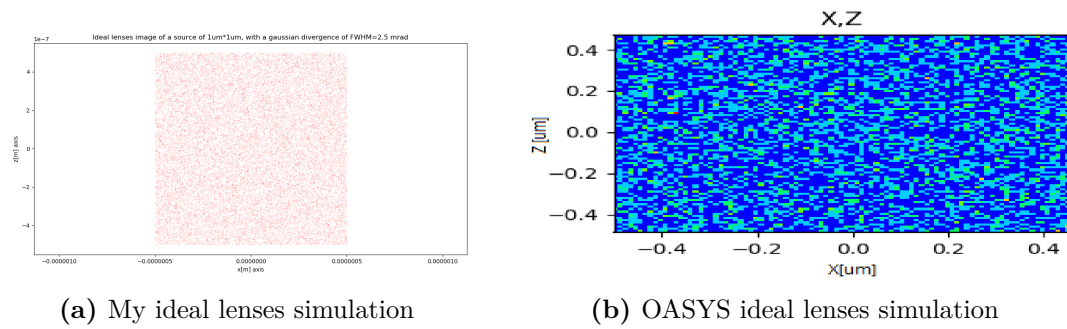 Ideal lenses image of a source of 1um*1um, with a gaussian divergence of FWHM=2.5 mrad
1e-7
4
2
0
−2
−4
z[m] axis
−0.0000010 −0.0000005 0.0000000 0.0000005 0.0000010
x[m] axis
X,Z
0.4
0.2
0.0
−0.2
−0.4
Z [um]
−0.4 −0.2 0.0 0.2 0.4
X[um]
(a) My ideal lenses simulation
(b) OASYS ideal lenses simulation